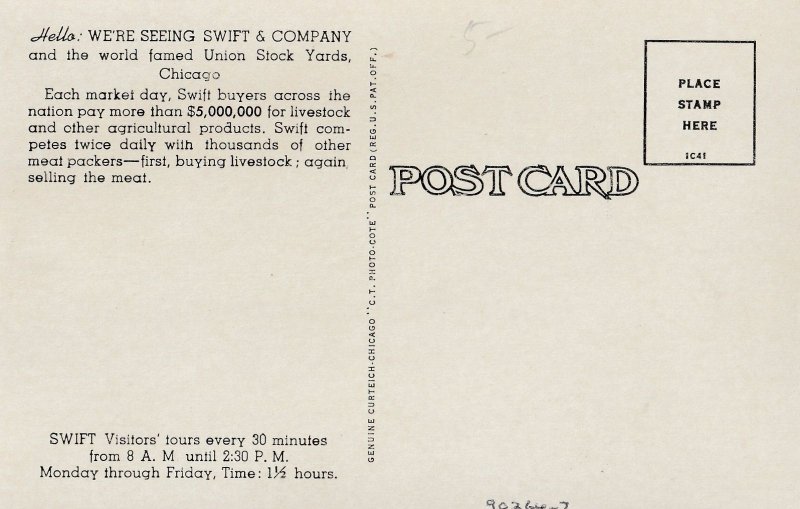 Hello: WE'RE SEEING SWIFT & COMPANY
and the world famed Union Stock Yards,
Chicago
Each market day, Swift buyers across the
nation pay more than $5,000,000 for livestock
and other agricultural products. Swift com-
petes twice daily with thousands of other
meat packers—first, buying livestock; again,
selling the meat.
SWIFT Visitors' tours every 30 minutes
from 8 A. M. until 2:30 P. M.
Monday through Friday, Time: 1½ hours.
GENUINE CURTEICH-CHICAGO "C.T. PHOTO-COTE" POST CARD (REG. U.S. PAT. OFF.)
5-
POST CARD
PLACE
STAMP
HERE
1C41